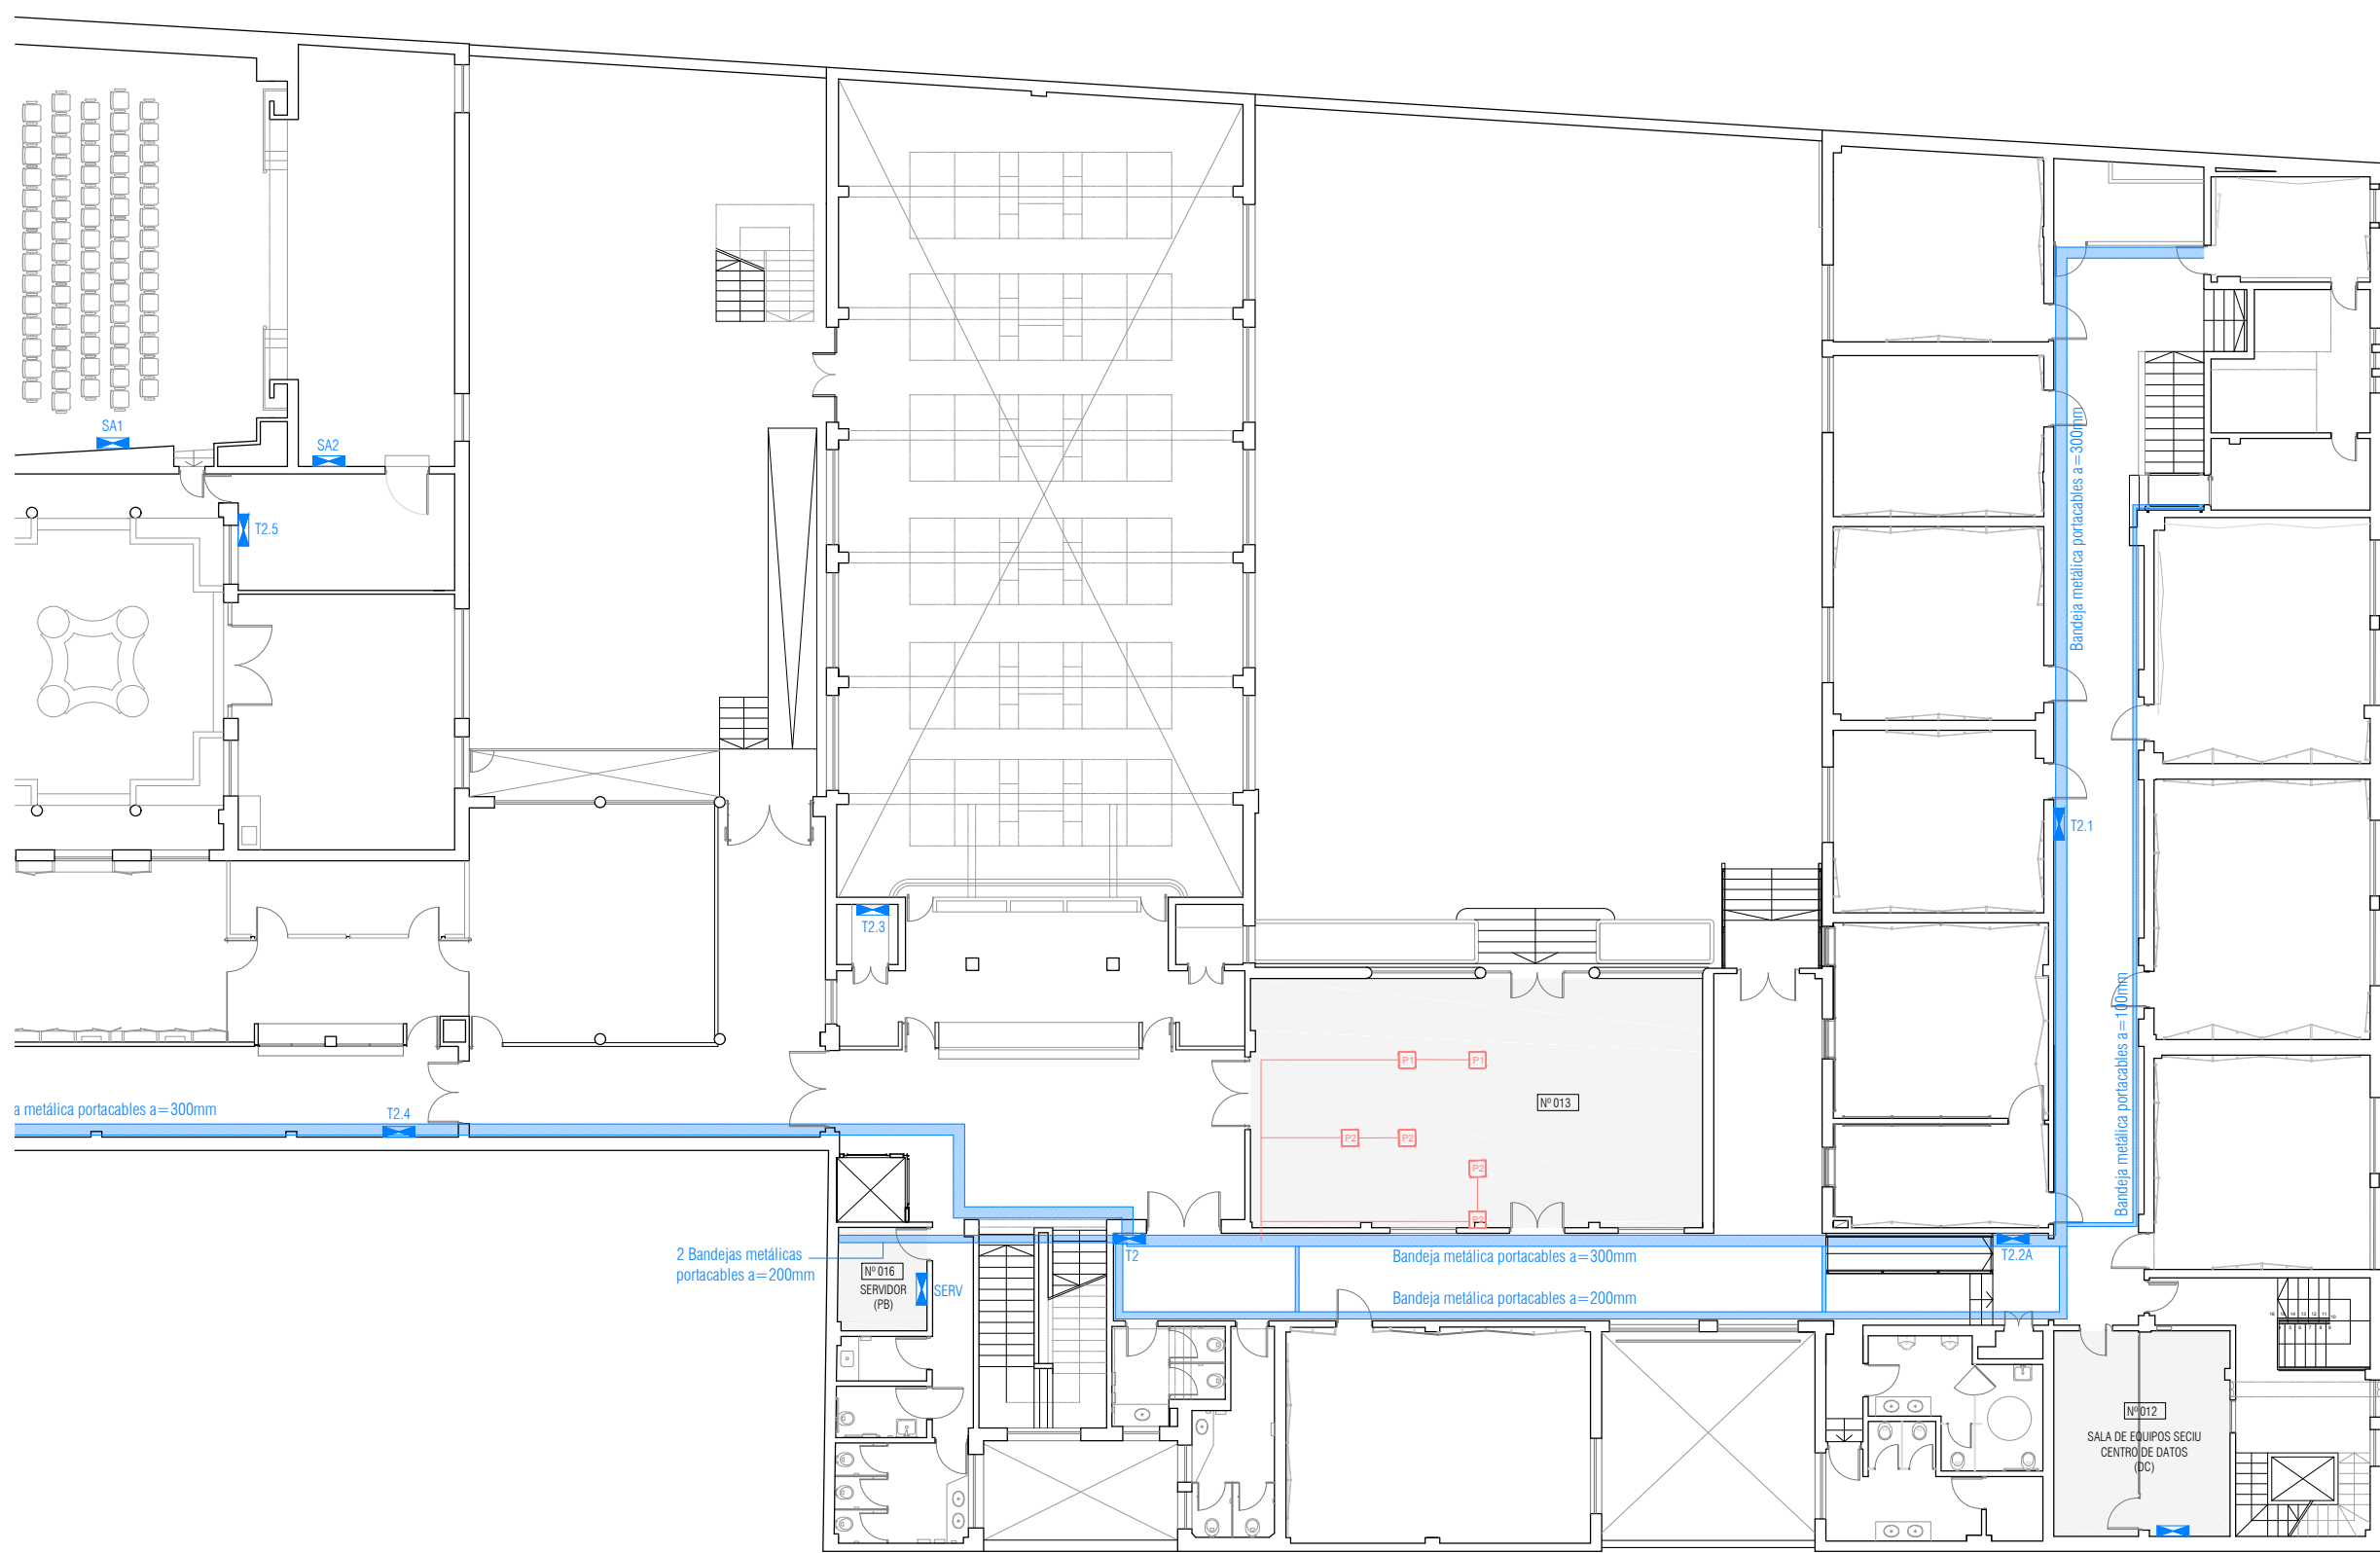 SA1
SA2
T2.5
Bandeja metálica portacables a=300mm
T2.1
T2.3
Bandeja metálica portacables a=100mm
P1
P1
Nº 013
a metálica portacables a=300mm
T2.4
P2
P2
P2
P2
2 Bandejas metálicas
portacables a=200mm
T2
Bandeja metálica portacables a=300mm
T2.2A
Nº 016
SERVIDOR
(PB)
SERV
Bandeja metálica portacables a=200mm
Nº 012
SALA DE EQUIPOS SECIU
CENTRO DE DATOS
(DC)